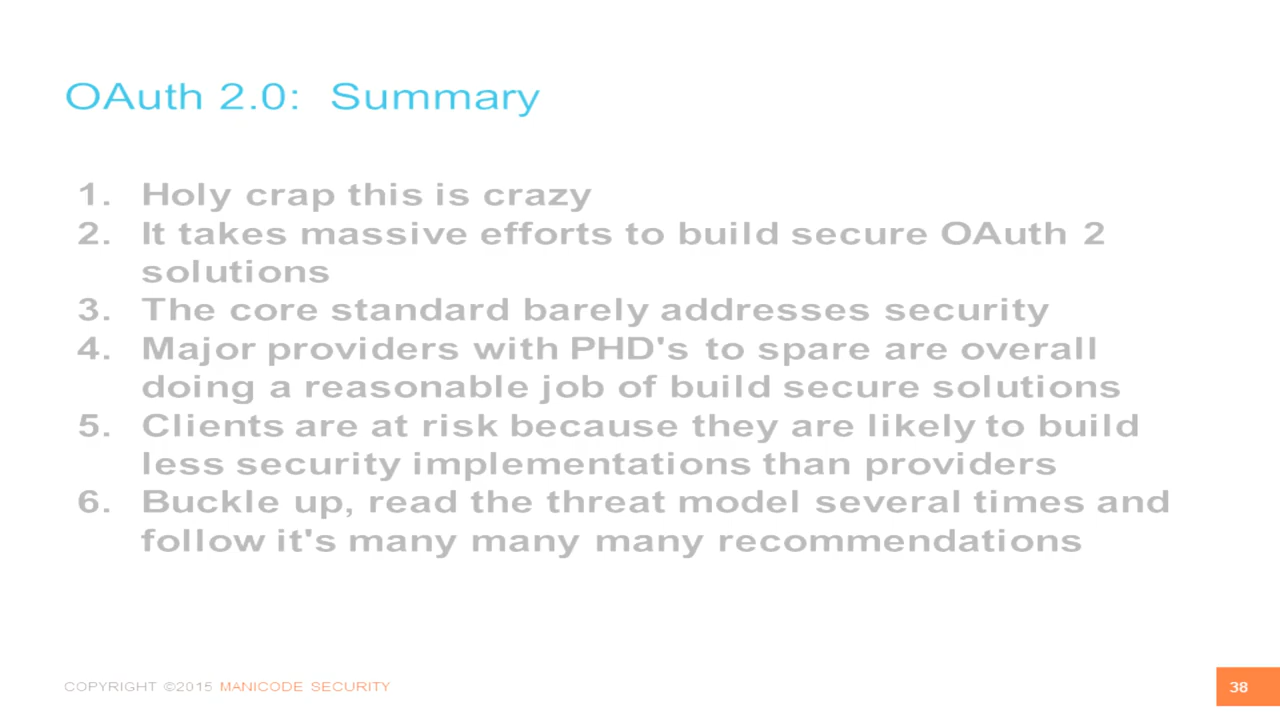 OAuth 2.0: Summary
1. Holy crap this is crazy
2. It takes massive efforts to build secure OAuth 2
solutions
3. The core standard barely addresses security
4. Major providers with PHD's to spare are overall
doing a reasonable job of build secure solutions
5. Clients are at risk because they are likely to build
less security implementations than providers
6. Buckle up, read the threat model several times and
follow it's many many many recommendations
COPYRIGHT ©2015 MANICODE SECURITY
38